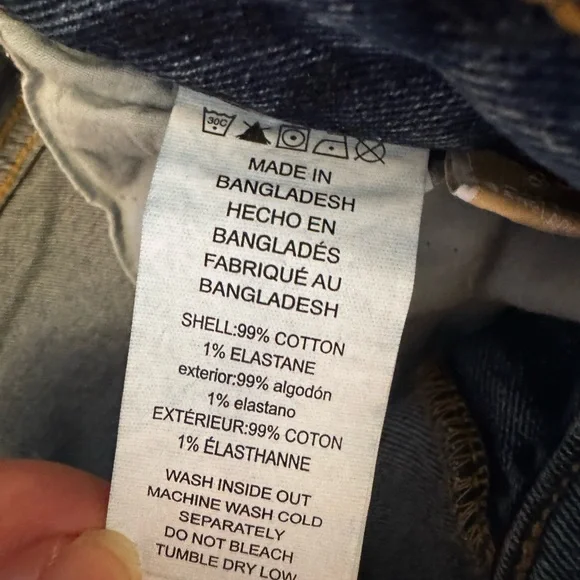 30C
MADE IN
BANGLADESH
HECHO EN
BANGLADÉS
FABRIQUÉ AU
BANGLADESH
SHELL:99% COTTON
1% ELASTANE
exterior:99% algodón
1% elastano
EXTÉRIEUR:99% COTON
1% ÉLASTHANNE
WASH INSIDE OUT
MACHINE WASH COLD
SEPARATELY
DO NOT BLEACH
TUMBLE DRY LOW